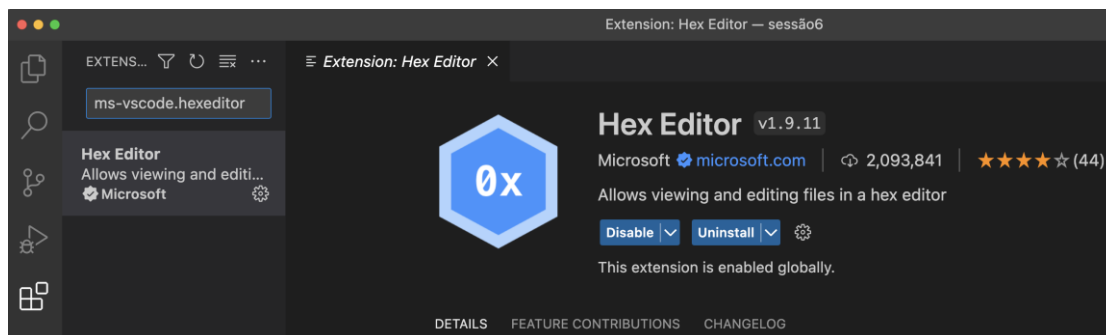 Extension: Hex Editor — sessão6
EXTENS...
Extension: Hex Editor
ms-vscode.hexeditor
Hex Editor
Allows viewing and editi...
Microsoft
0x
Hex Editor v1.9.11
Microsoft microsoft.com 2,093,841 (44)
Allows viewing and editing files in a hex editor
Disable Uninstall
This extension is enabled globally.
DETAILS FEATURE CONTRIBUTIONS CHANGELOG